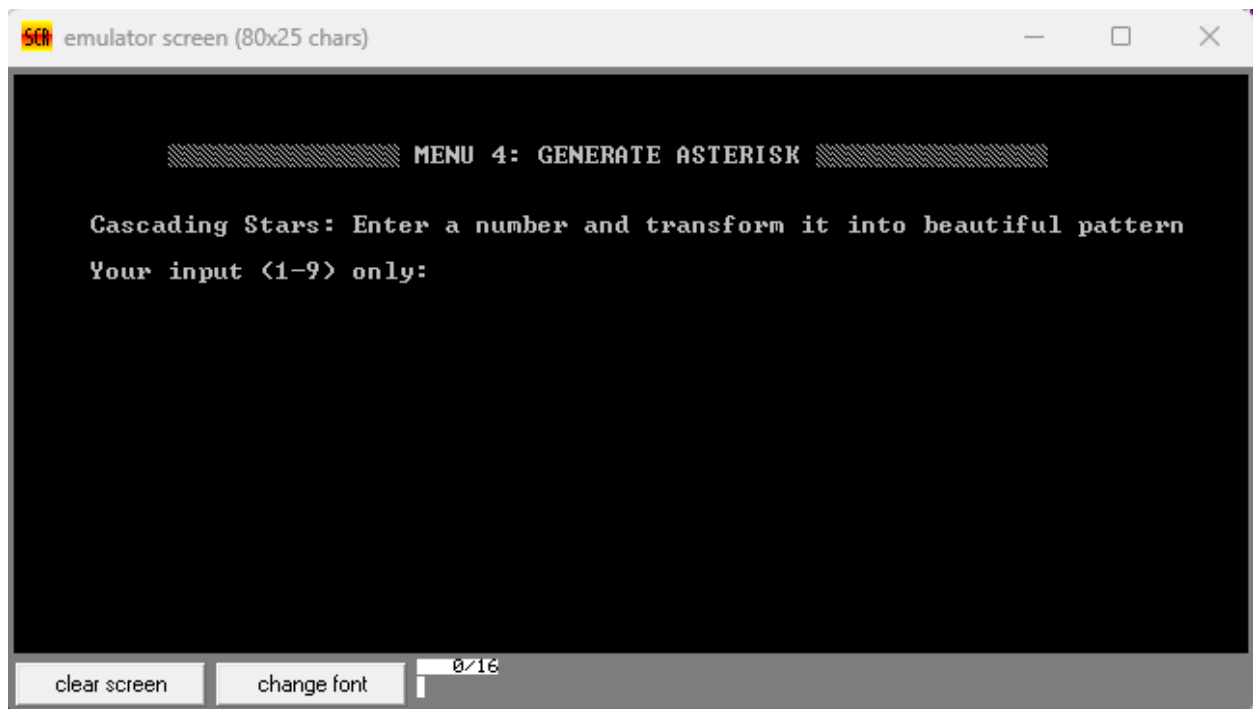 SCR emulator screen (80x25 chars)
MENU 4: GENERATE ASTERISK
Cascading Stars: Enter a number and transform it into beautiful pattern
Your input (1-9) only:
clear screen
change font
0/16